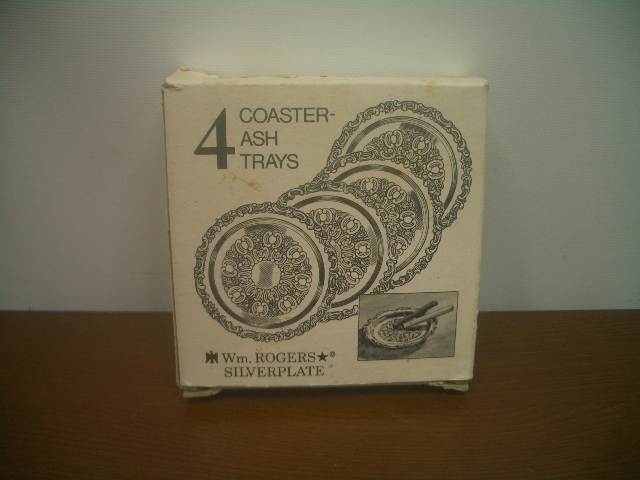 4 COASTER-
ASH
TRAYS
Wm. ROGERS★®
SILVERPLATE